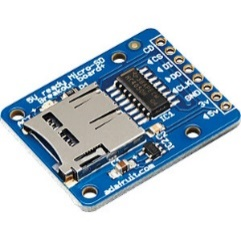 5V ready Micro-SD
Breakout board+
CD
CS
DI
DO
CLK
GND
3v
5v
IC1
adafruit.com